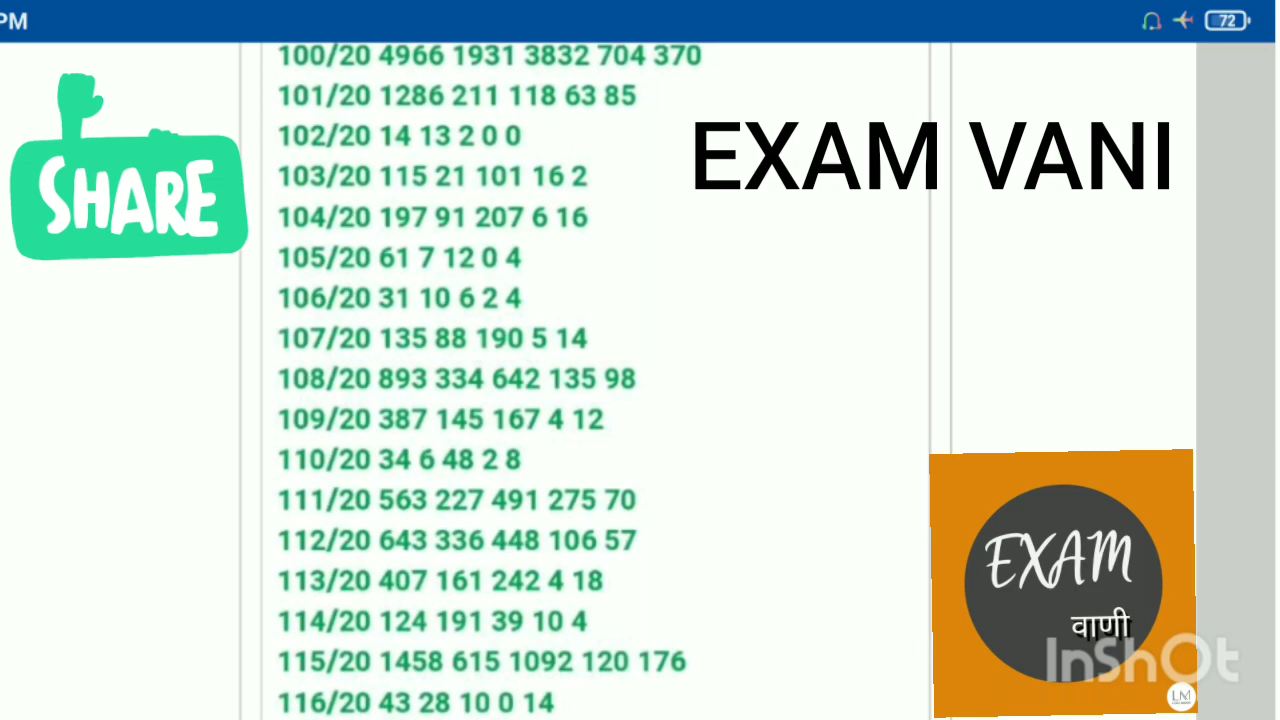 PM
72
100/20 4966 1931 3832 704 370
101/20 1286 211 118 63 85
102/20 14 13 2 0 0
103/20 115 21 101 16 2
104/20 197 91 207 6 16
105/20 61 7 12 0 4
106/20 31 10 6 2 4
107/20 135 88 190 5 14
108/20 893 334 642 135 98
109/20 387 145 167 4 12
110/20 34 6 48 2 8
111/20 563 227 491 275 70
112/20 643 336 448 106 57
113/20 407 161 242 4 18
114/20 124 191 39 10 4
115/20 1458 615 1092 120 176
116/20 43 28 10 0 14
SHARE
EXAM VANI
EXAM
वाणी
InShOt
LM